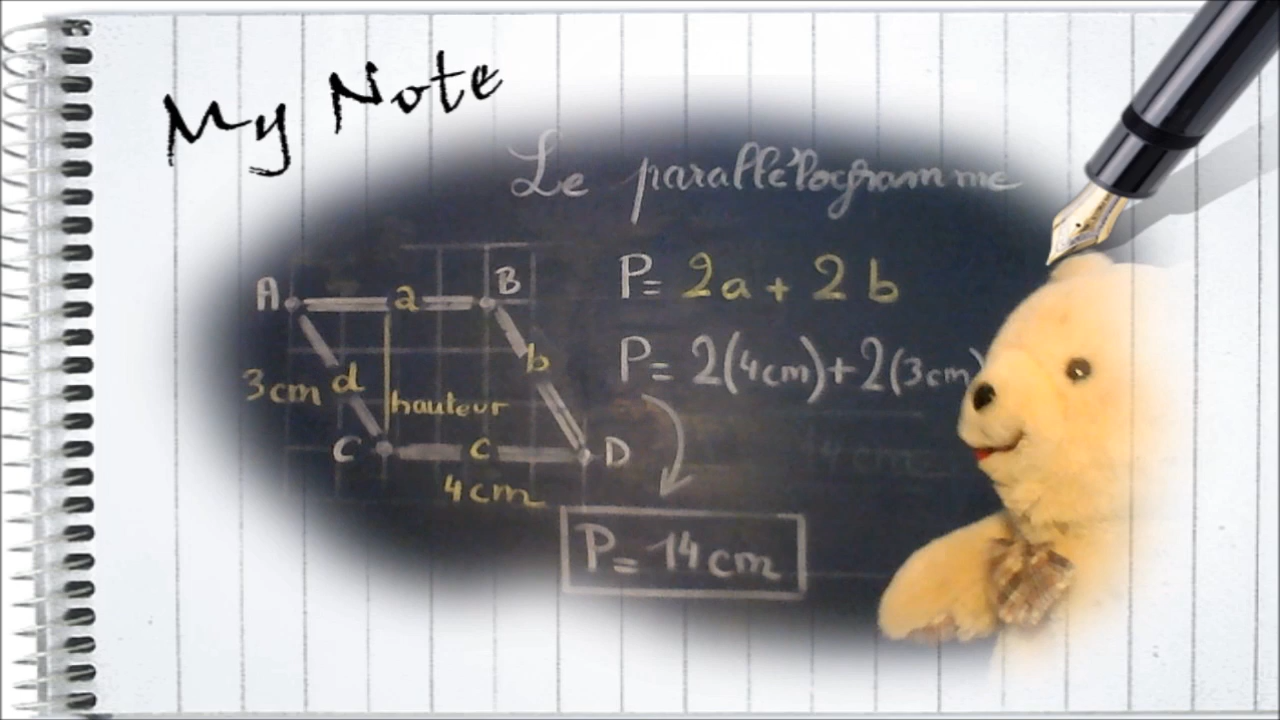 My Note
Le parallélogramme
A a B
P= 2a + 2b
3cm d b
P= 2(4cm)+2(3cm)
hauteur
C c D
4cm
P= 14cm